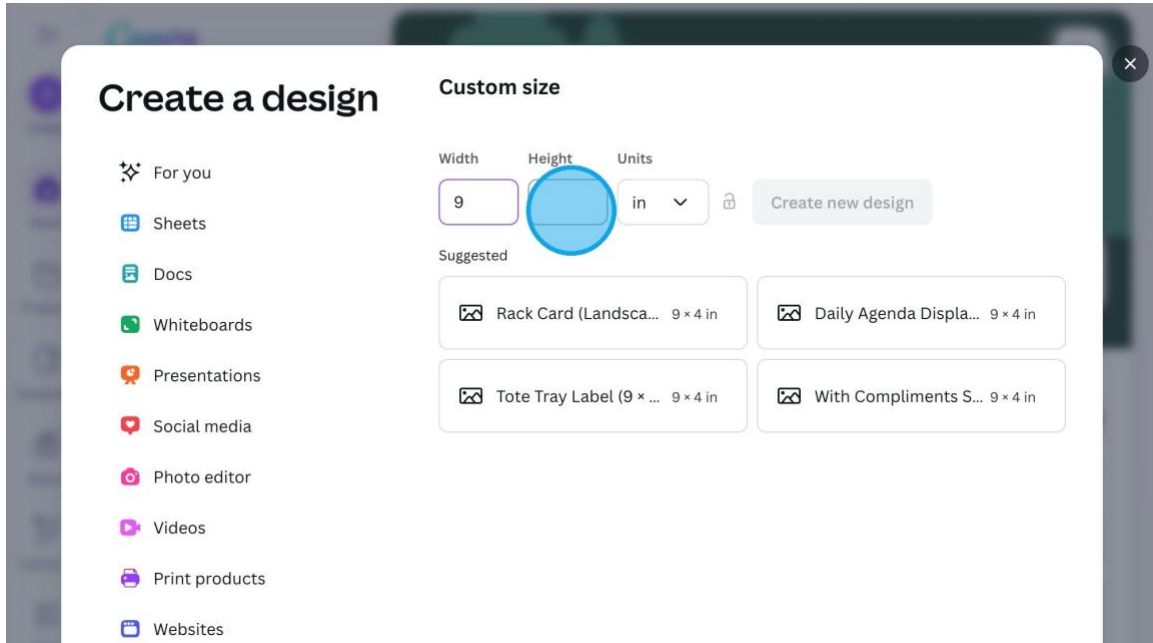 Create a design
For you
Sheets
Docs
Whiteboards
Presentations
Social media
Photo editor
Videos
Print products
Websites
Custom size
Width Height Units
9 in Create new design
Suggested
Rack Card (Landsca... 9 × 4 in
Daily Agenda Displa... 9 × 4 in
Tote Tray Label (9 × ... 9 × 4 in
With Compliments S... 9 × 4 in